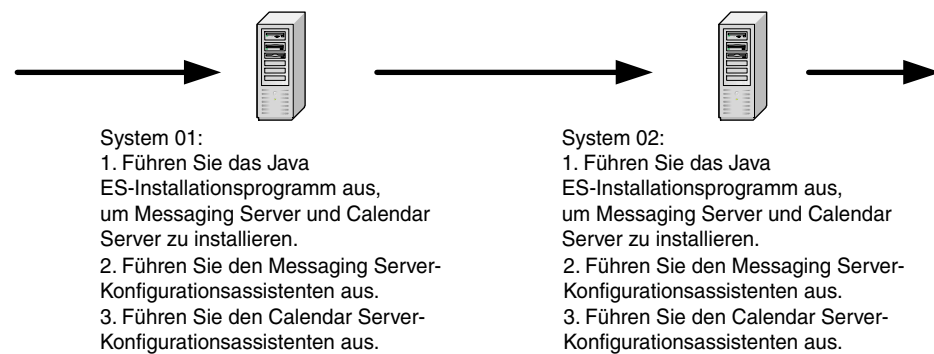 System 01:
1. Führen Sie das Java
ES-Installationsprogramm aus,
um Messaging Server und Calendar
Server zu installieren.
2. Führen Sie den Messaging Server-
Konfigurationsassistenten aus.
3. Führen Sie den Calendar Server-
Konfigurationsassistenten aus.
System 02:
1. Führen Sie das Java
ES-Installationsprogramm aus,
um Messaging Server und Calendar
Server zu installieren.
2. Führen Sie den Messaging Server-
Konfigurationsassistenten aus.
3. Führen Sie den Calendar Server-
Konfigurationsassistenten aus.